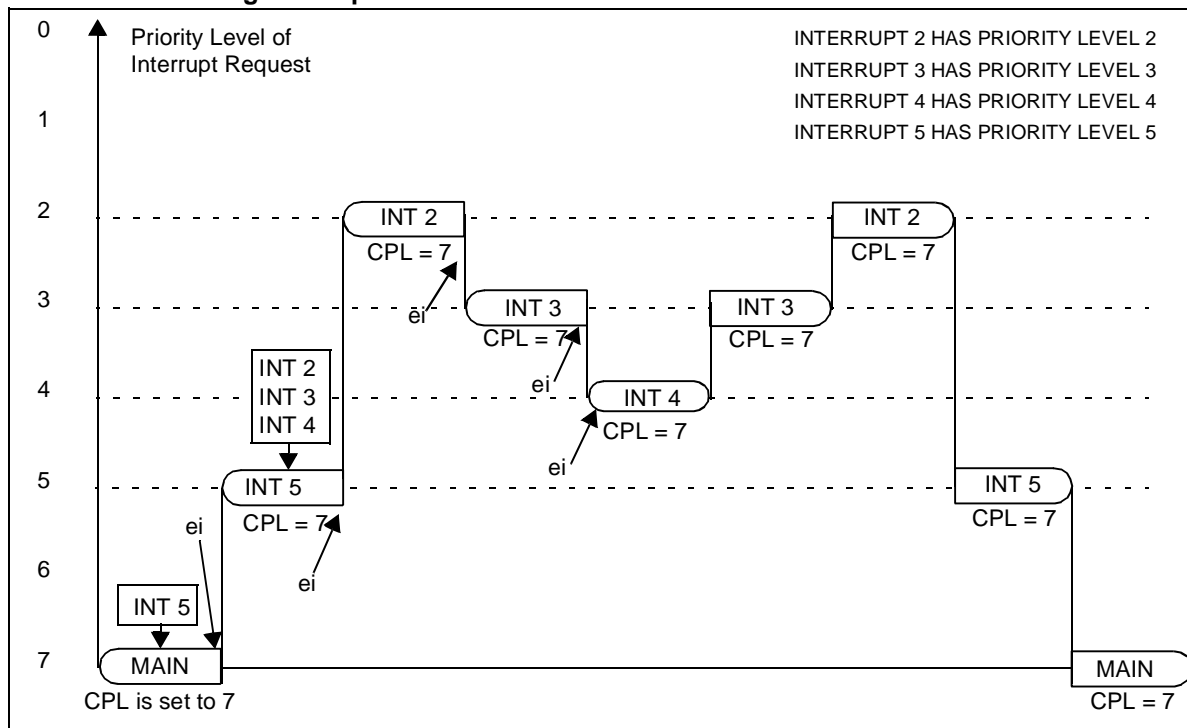 0
Priority Level of
Interrupt Request
INTERRUPT 2 HAS PRIORITY LEVEL 2
INTERRUPT 3 HAS PRIORITY LEVEL 3
INTERRUPT 4 HAS PRIORITY LEVEL 4
INTERRUPT 5 HAS PRIORITY LEVEL 5
1
2
INT 2
CPL = 7
INT 2
CPL = 7
ei
3
INT 3
CPL = 7
INT 3
CPL = 7
ei
INT 2
INT 3
INT 4
4
INT 4
CPL = 7
ei
5
INT 5
CPL = 7
INT 5
CPL = 7
ei
ei
6
INT 5
7
MAIN
CPL is set to 7
MAIN
CPL = 7